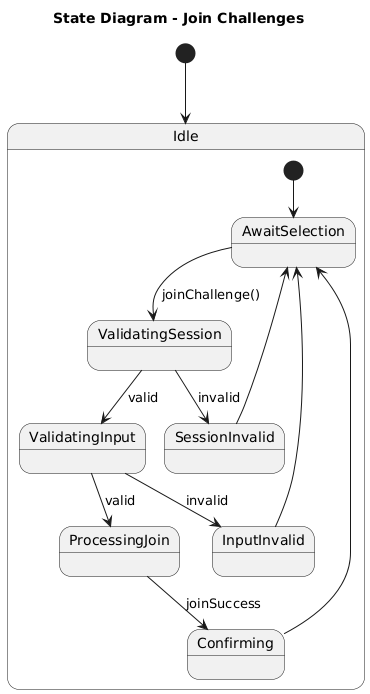 State Diagram - Join Challenges
Idle
AwaitSelection
joinChallenge()
ValidatingSession
valid
invalid
ValidatingInput
SessionInvalid
valid
invalid
ProcessingJoin
InputInvalid
joinSuccess
Confirming